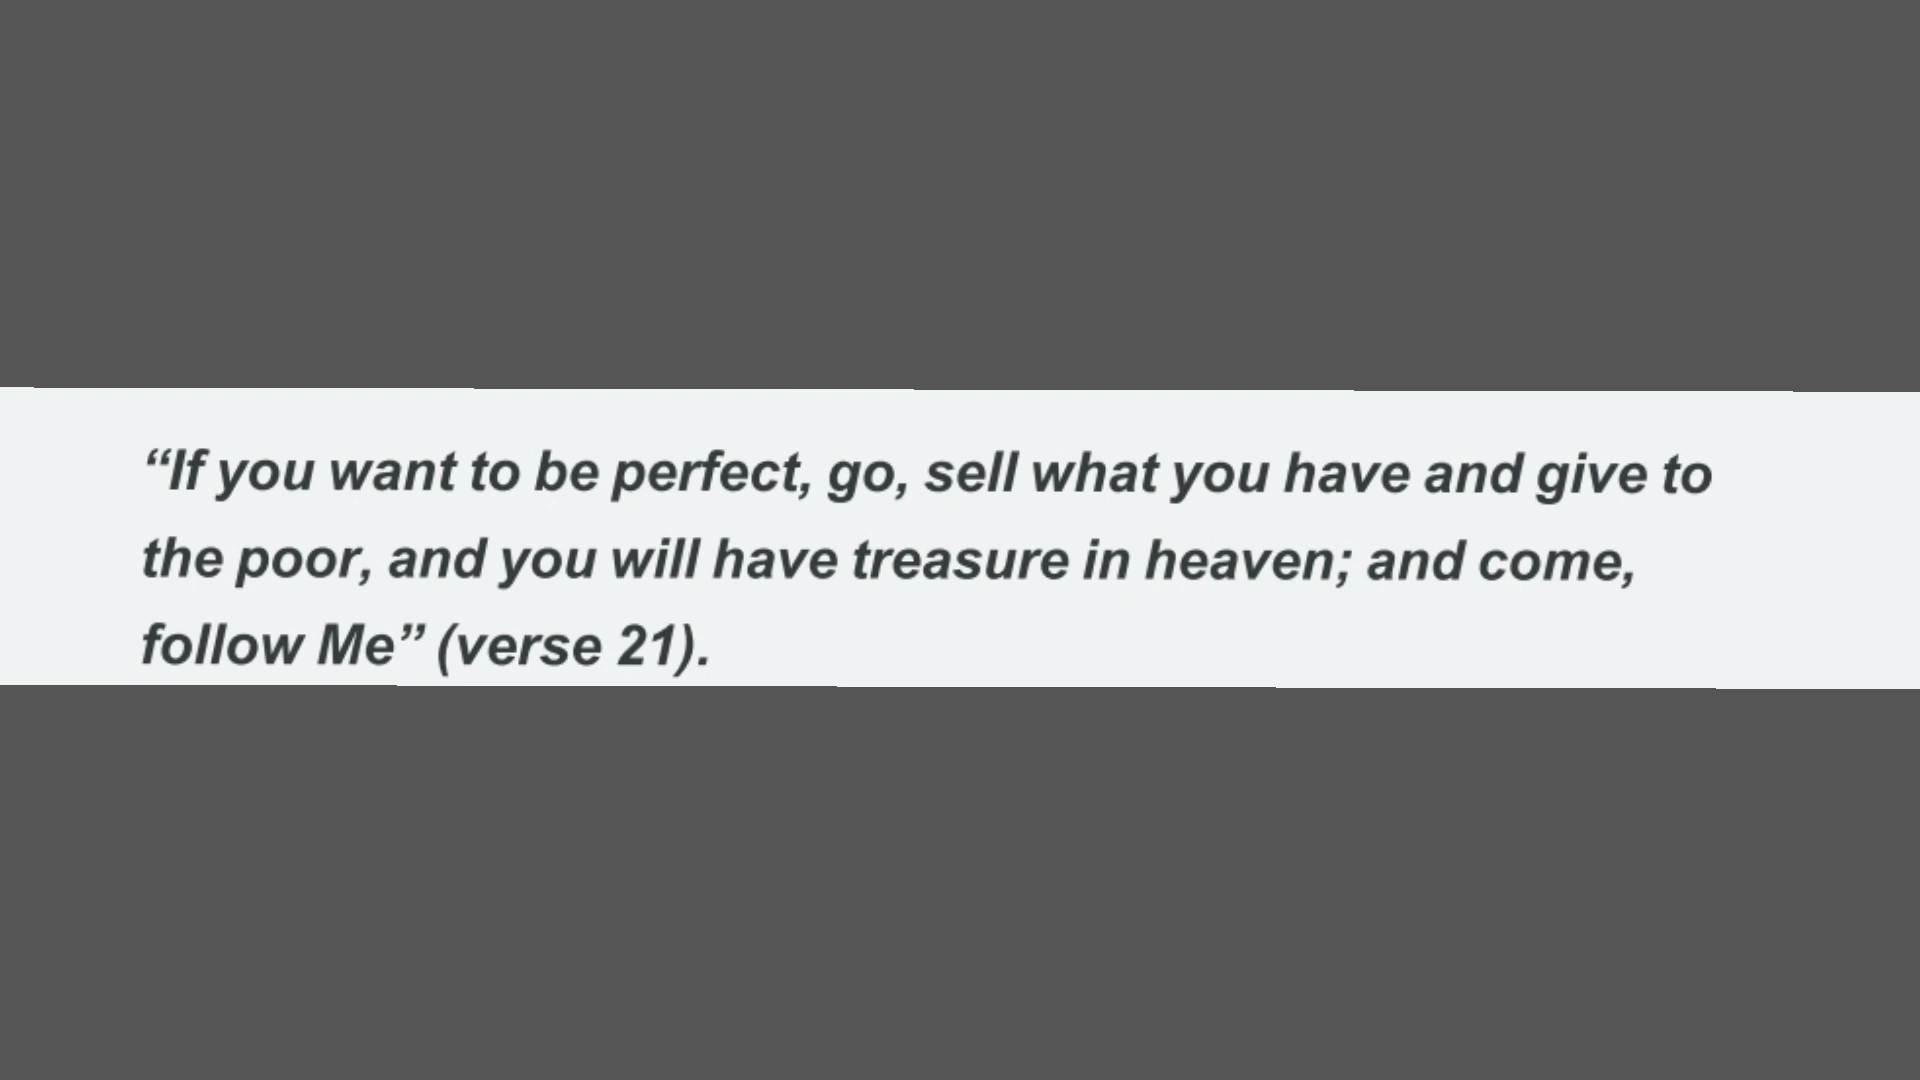 “If you want to be perfect, go, sell what you have and give to
the poor, and you will have treasure in heaven; and come,
follow Me” (verse 21).